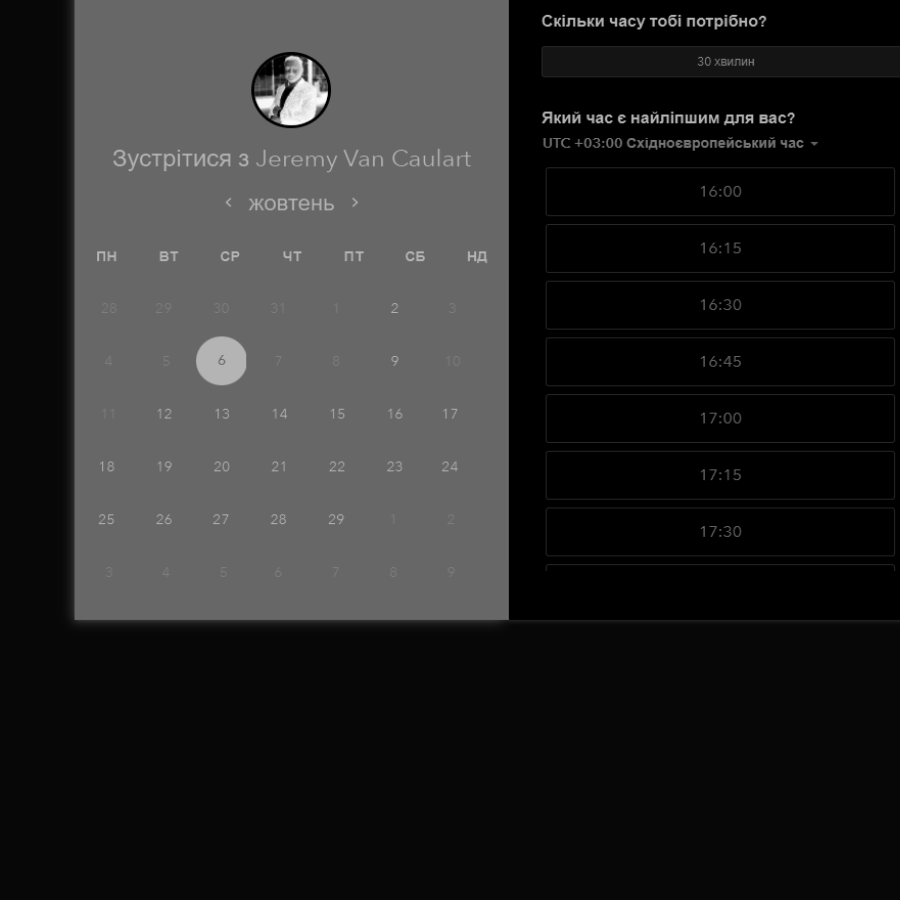 Зустрітися з Jeremy Van Caulart
жовтень
ПН ВТ СР ЧТ ПТ СБ НД
28 29 30 31 1 2 3
4 5 6 7 8 9 10
11 12 13 14 15 16 17
18 19 20 21 22 23 24
25 26 27 28 29 1 2
3 4 5 6 7 8 9
Скільки часу тобі потрібно?
30 хвилин
Який час є найліпшим для вас?
UTC +03:00 Східноєвропейський час
16:00
16:15
16:30
16:45
17:00
17:15
17:30